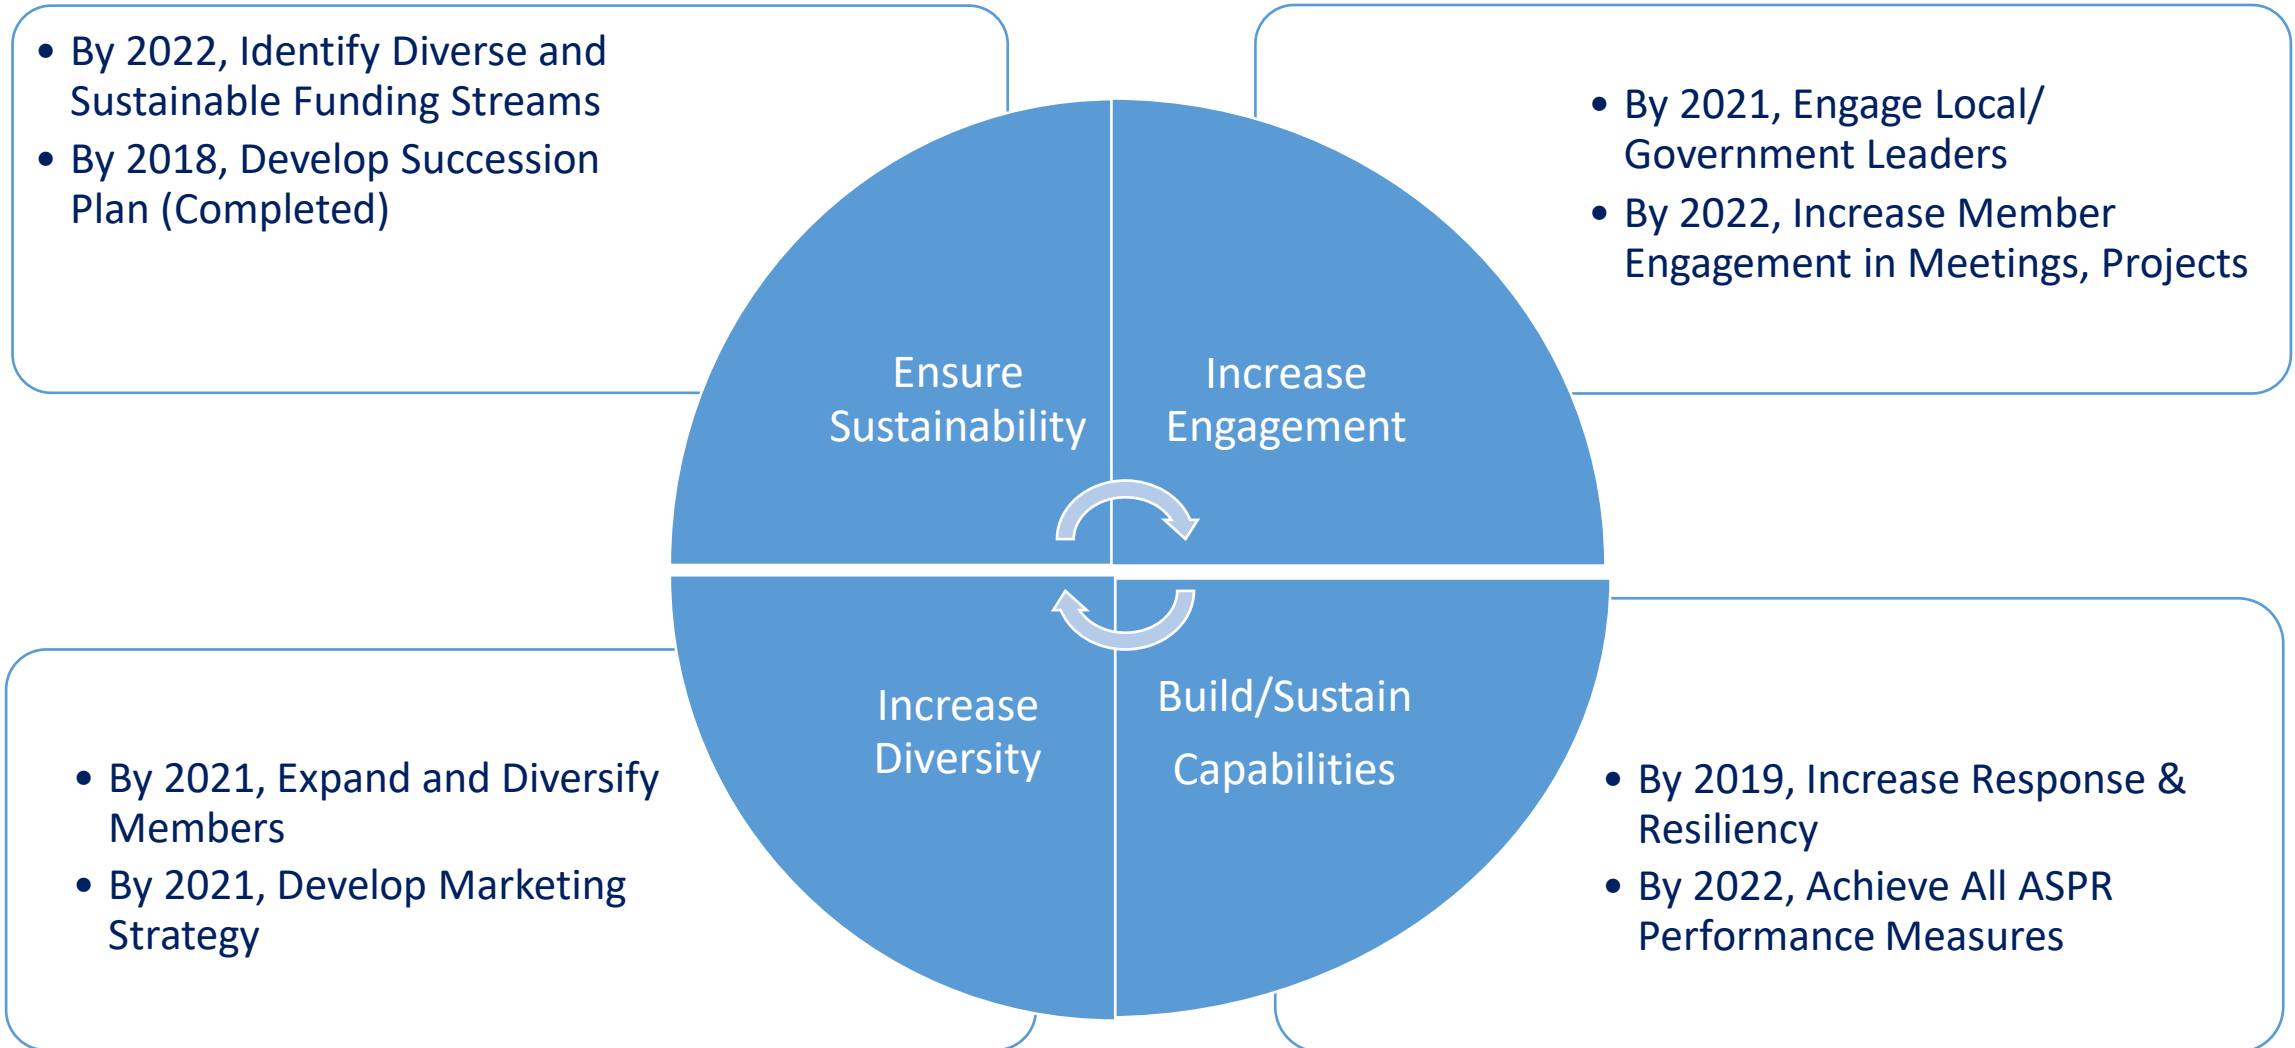 • By 2022, Identify Diverse and
Sustainable Funding Streams
• By 2018, Develop Succession
Plan (Completed)
• By 2021, Engage Local/
Government Leaders
• By 2022, Increase Member
Engagement in Meetings, Projects
Ensure
Sustainability
Increase
Engagement
Increase
Diversity
Build/Sustain
Capabilities
• By 2021, Expand and Diversify
Members
• By 2021, Develop Marketing
Strategy
• By 2019, Increase Response &
Resiliency
• By 2022, Achieve All ASPR
Performance Measures